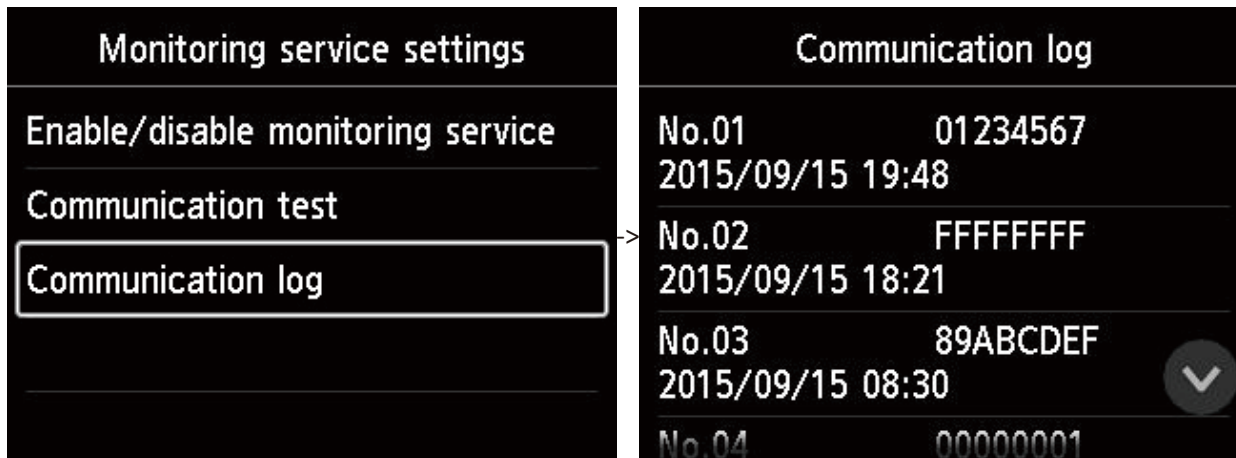 Monitoring service settings
Enable/disable monitoring service
Communication test
Communication log
->
Communication log
No.01 01234567
2015/09/15 19:48
No.02 FFFFFFFF
2015/09/15 18:21
No.03 89ABCDEF
2015/09/15 08:30
No.04 00000001